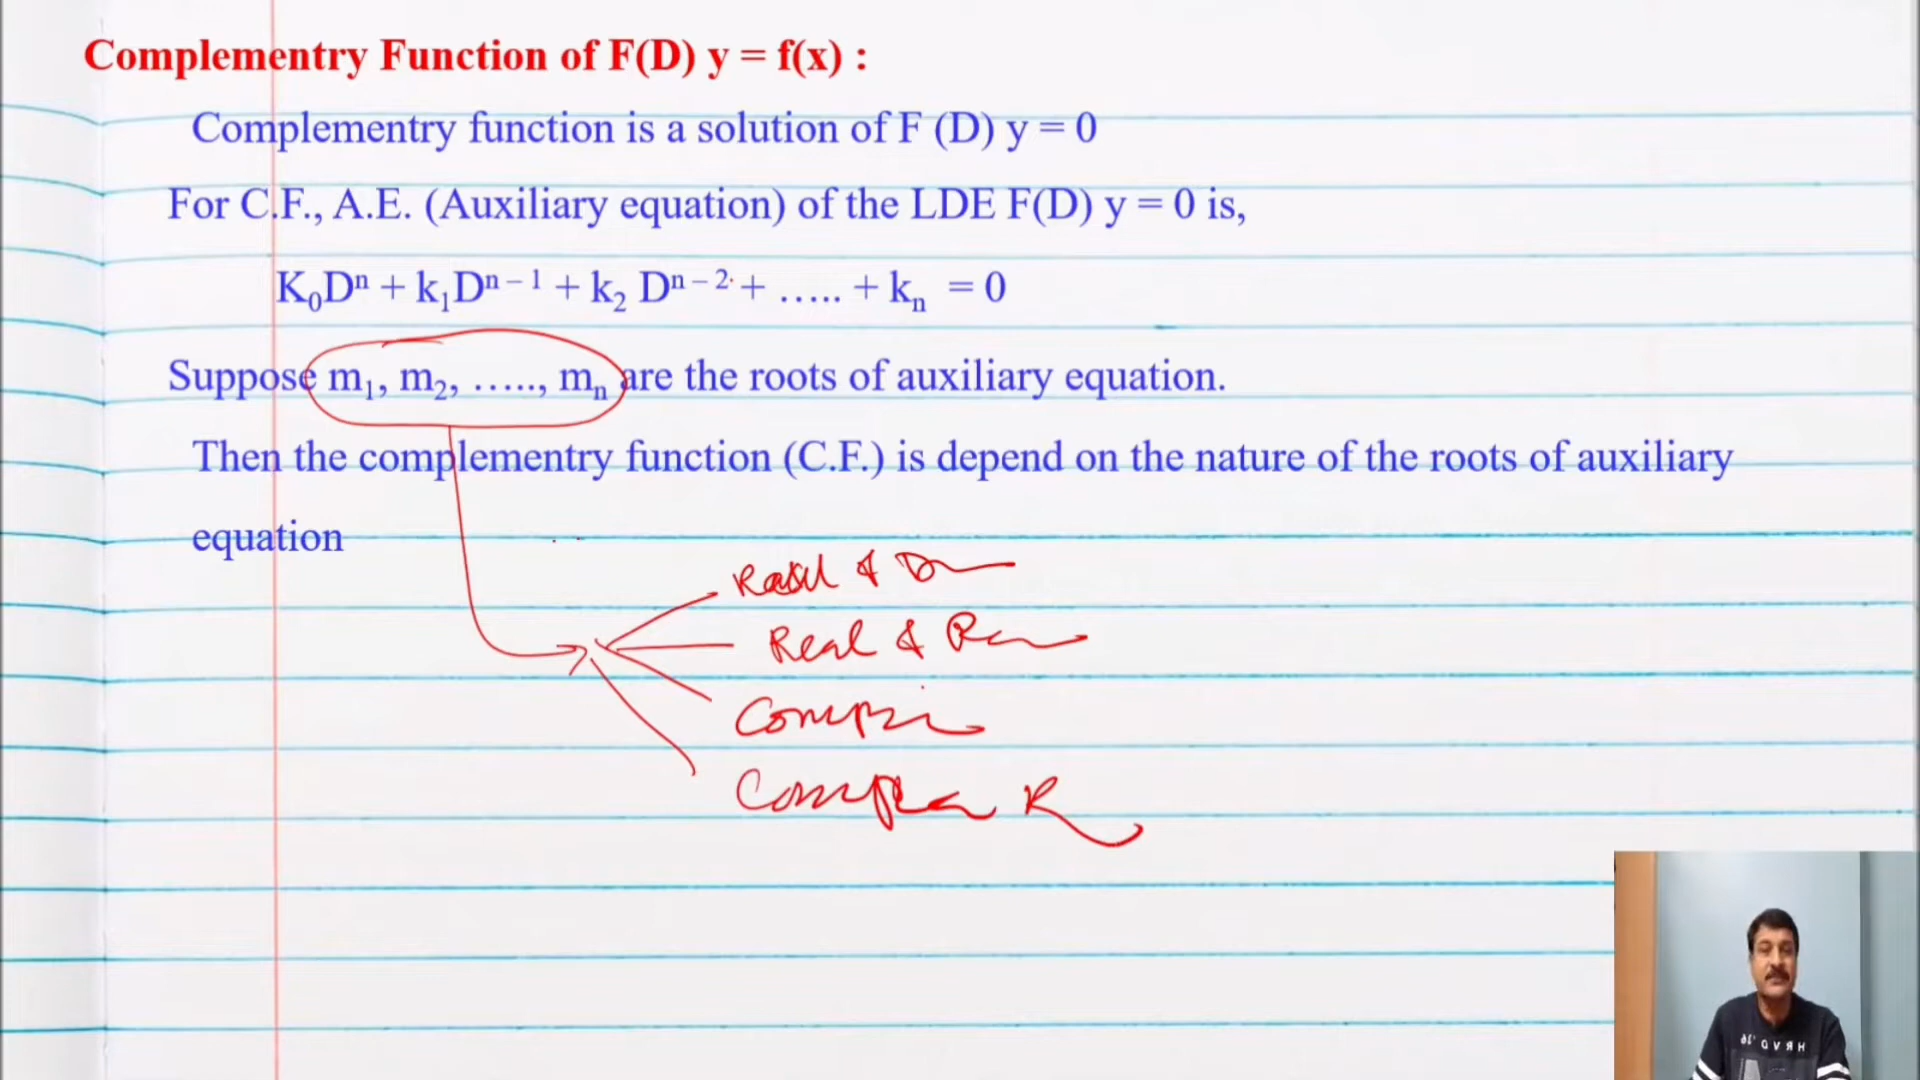 Complementry Function of F(D) y = f(x) :
Complementry function is a solution of F (D) y = 0
For C.F., A.E. (Auxiliary equation) of the LDE F(D) y = 0 is,
K₀Dⁿ + k₁Dⁿ⁻¹ + k₂ Dⁿ⁻² + ..... + kₙ = 0
Suppose m₁, m₂, ....., mₙ are the roots of auxiliary equation.
Then the complementry function (C.F.) is depend on the nature of the roots of auxiliary
equation
Real & D
Real & R
Complex
Complex R